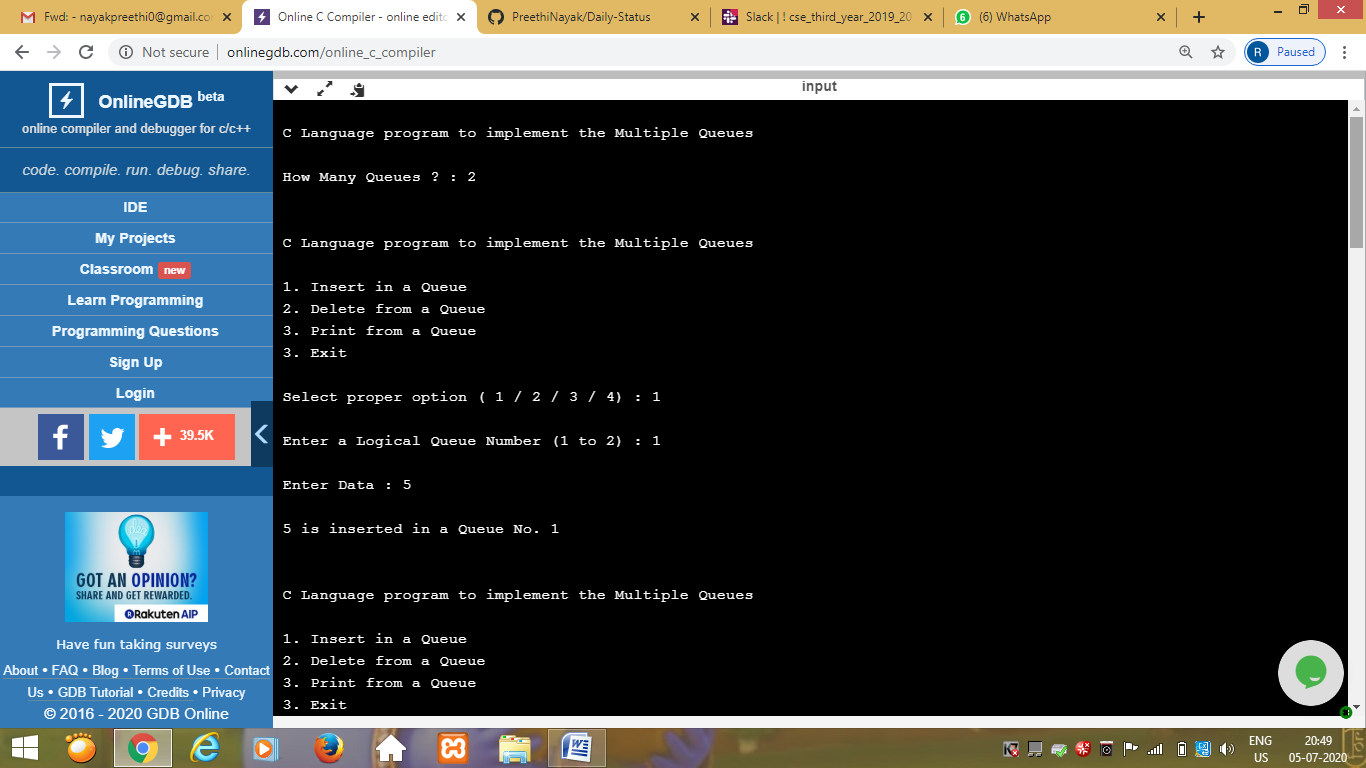 Fwd: - nayakpreethi0@gmail.cor
Online C Compiler - online edito
PreethiNayak/Daily-Status
Slack | ! cse_third_year_2019_20
(6) WhatsApp
Not secure | onlinegdb.com/online_c_compiler
R Paused
OnlineGDB beta
online compiler and debugger for c/c++
code. compile. run. debug. share.
IDE
My Projects
Classroom new
Learn Programming
Programming Questions
Sign Up
Login
39.5K
GOT AN OPINION?
SHARE AND GET REWARDED.
Rakuten AIP
Have fun taking surveys
About • FAQ • Blog • Terms of Use • Contact
Us • GDB Tutorial • Credits • Privacy
© 2016 - 2020 GDB Online
input
C Language program to implement the Multiple Queues
How Many Queues ? : 2
C Language program to implement the Multiple Queues
1. Insert in a Queue
2. Delete from a Queue
3. Print from a Queue
3. Exit
Select proper option ( 1 / 2 / 3 / 4) : 1
Enter a Logical Queue Number (1 to 2) : 1
Enter Data : 5
5 is inserted in a Queue No. 1
C Language program to implement the Multiple Queues
1. Insert in a Queue
2. Delete from a Queue
3. Print from a Queue
3. Exit
ENG
US
20:49
05-07-2020